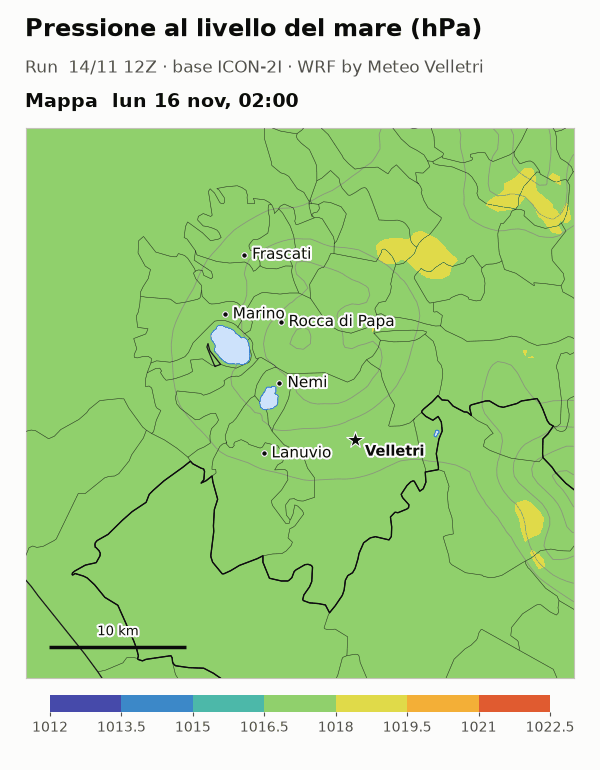 Pressione al livello del mare (hPa)
Run  14/11 12Z · base ICON-2I · WRF by Meteo Velletri
Mappa  lun 16 nov, 02:00
Frascati
Marino
Rocca di Papa
Nemi
Velletri
Lanuvio
10 km
1012 1013.5 1015 1016.5 1018 1019.5 1021 1022.5